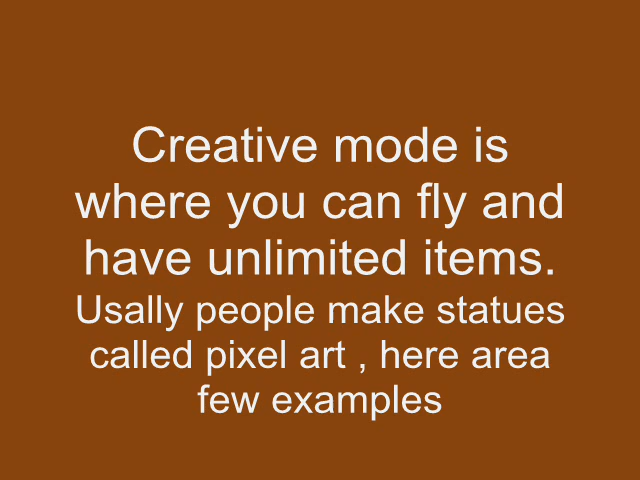 Creative mode is
where you can fly and
have unlimited items.
Usally people make statues
called pixel art , here area
few examples